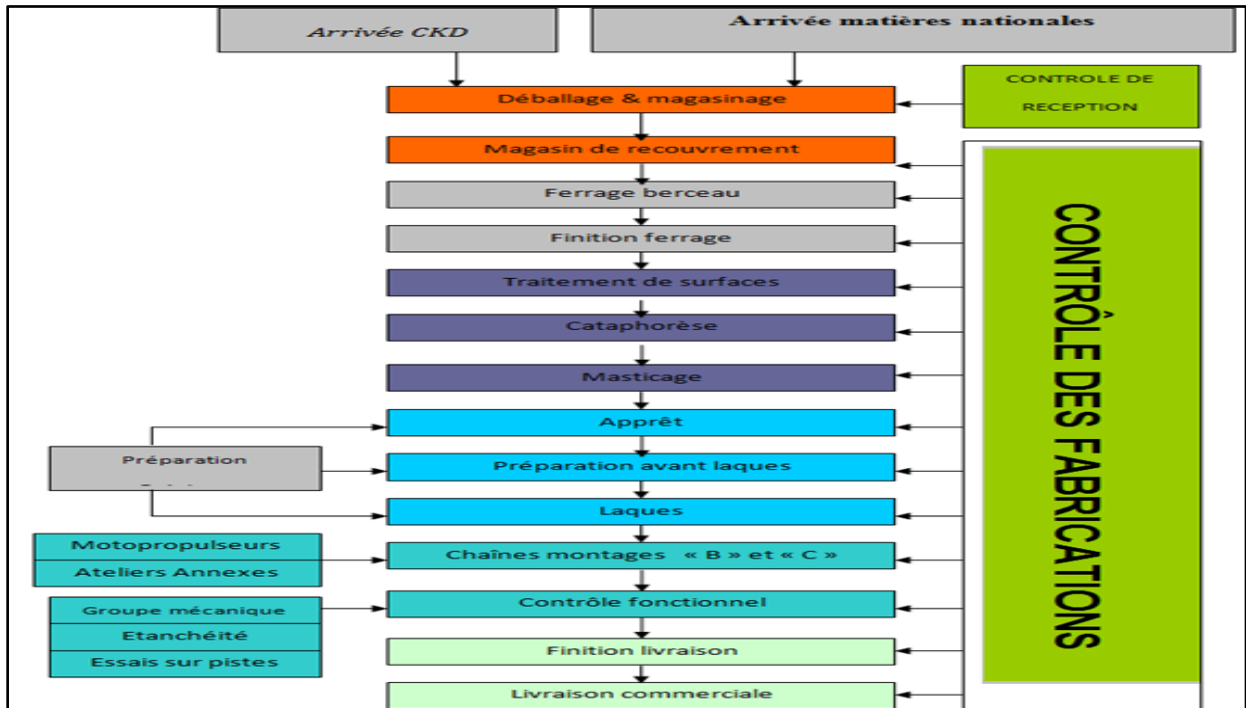 Arrivée CKD
Arrivée matières nationales
CONTROLE DE
RECEPTION
Déballage & magasinage
Magasin de recouvrement
Ferrage berceau
Finition ferrage
Traitement de surfaces
Cataphorèse
Masticage
Apprêt
Préparation
Préparation avant laques
Laques
Motopropulseurs
Ateliers Annexes
Chaînes montages « B » et « C »
Groupe mécanique
Etanchéité
Essais sur pistes
Contrôle fonctionnel
Finition livraison
Livraison commerciale
CONTRÔLE DES FABRICATIONS